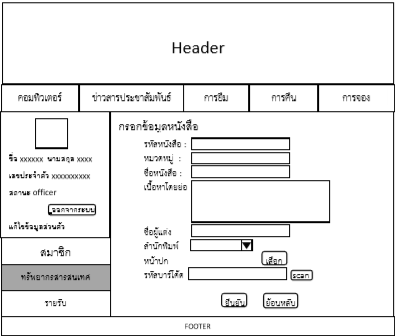 Header
คอมพิวเตอร์ ข่าวสารประชาสัมพันธ์ การยืม การคืน การจอง
ชื่อ xxxxxx นามสกุล xxxx
เลขประจำตัว xxxxxxxxxx
สถานะ officer
ออกจากระบบ
แก้ไขข้อมูลส่วนตัว
สมาชิก
ทรัพยากรสารสนเทศ
รายรับ
กรอกข้อมูลหนังสือ
รหัสหนังสือ :
หมวดหมู่ :
ชื่อหนังสือ :
เนื้อหาโดยย่อ
ชื่อผู้แต่ง
สำนักพิมพ์
หน้าปก เลือก
รหัสบาร์โค้ด scan
ยืนยัน ย้อนหลับ
FOOTER